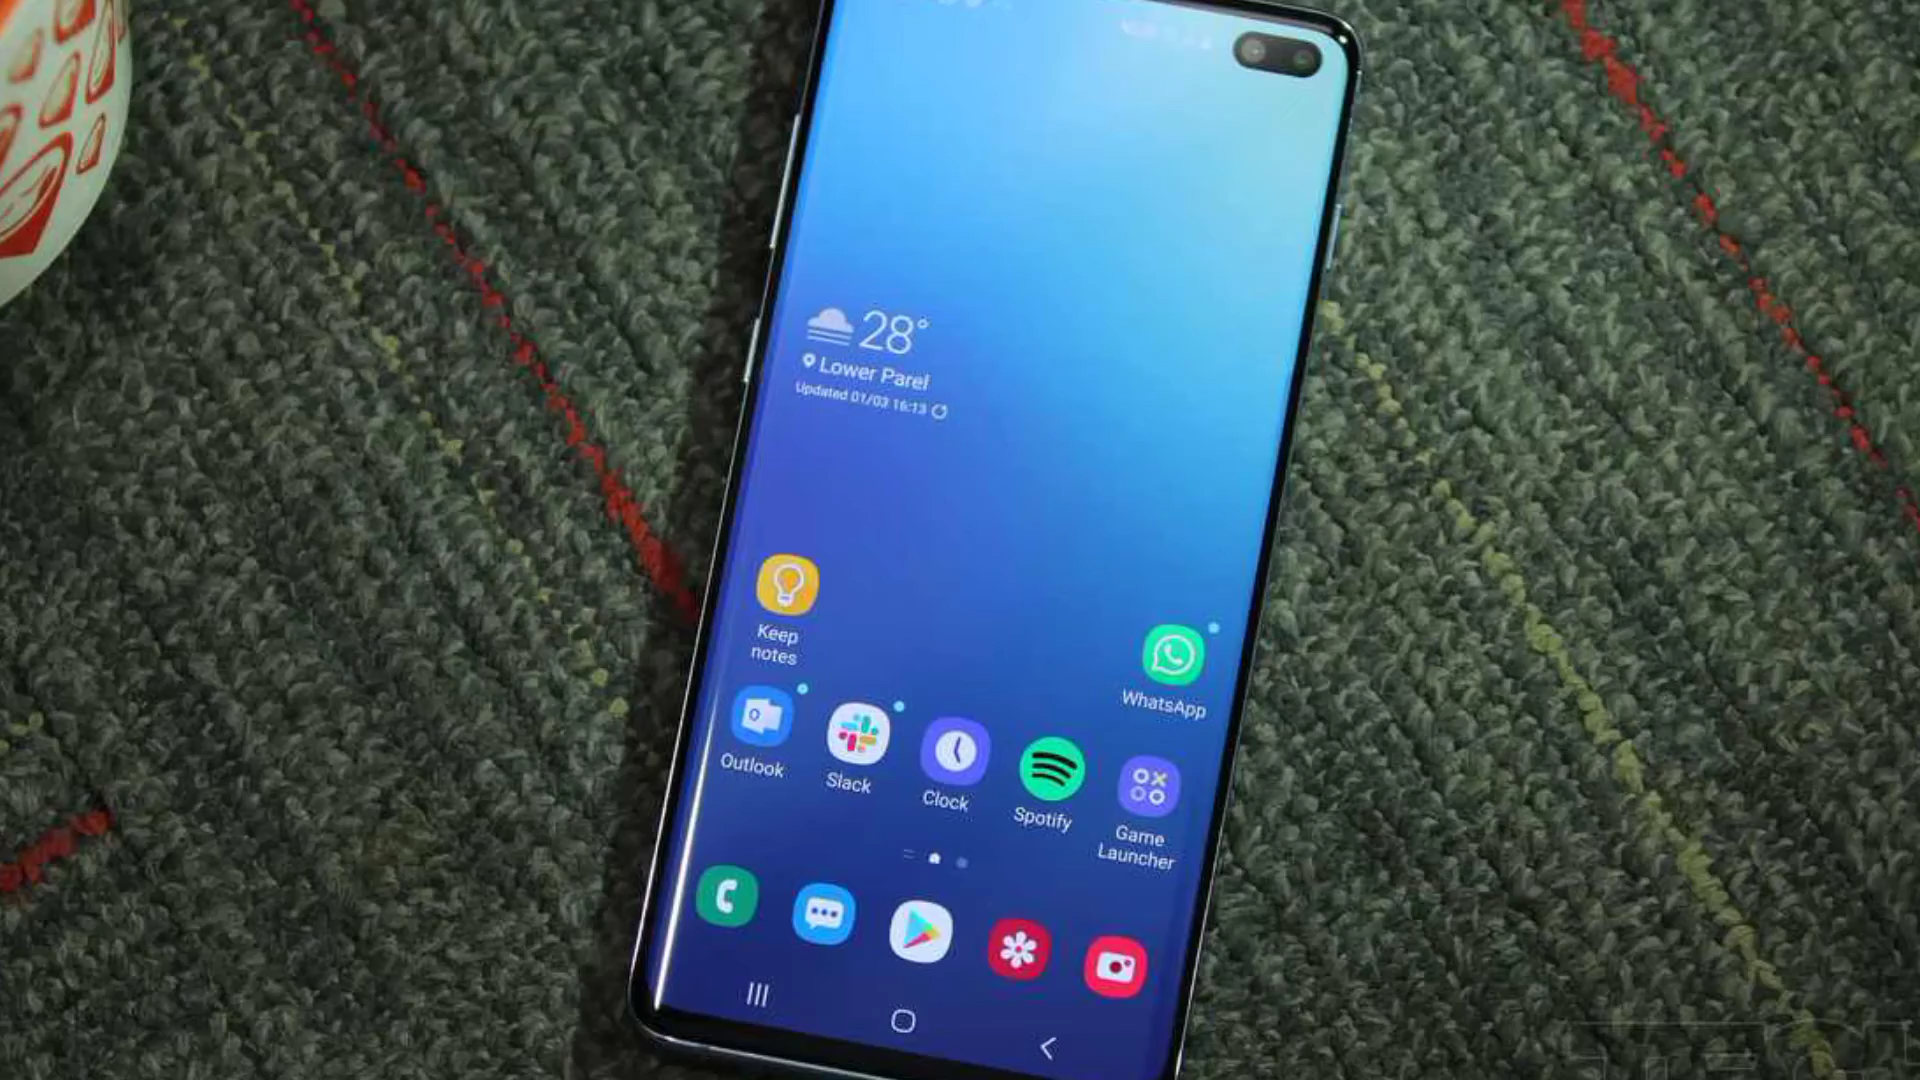 28°
Lower Parel
Updated 01/03 16:13
Keep
notes
WhatsApp
Outlook
Slack
Clock
Spotify
Game
Launcher